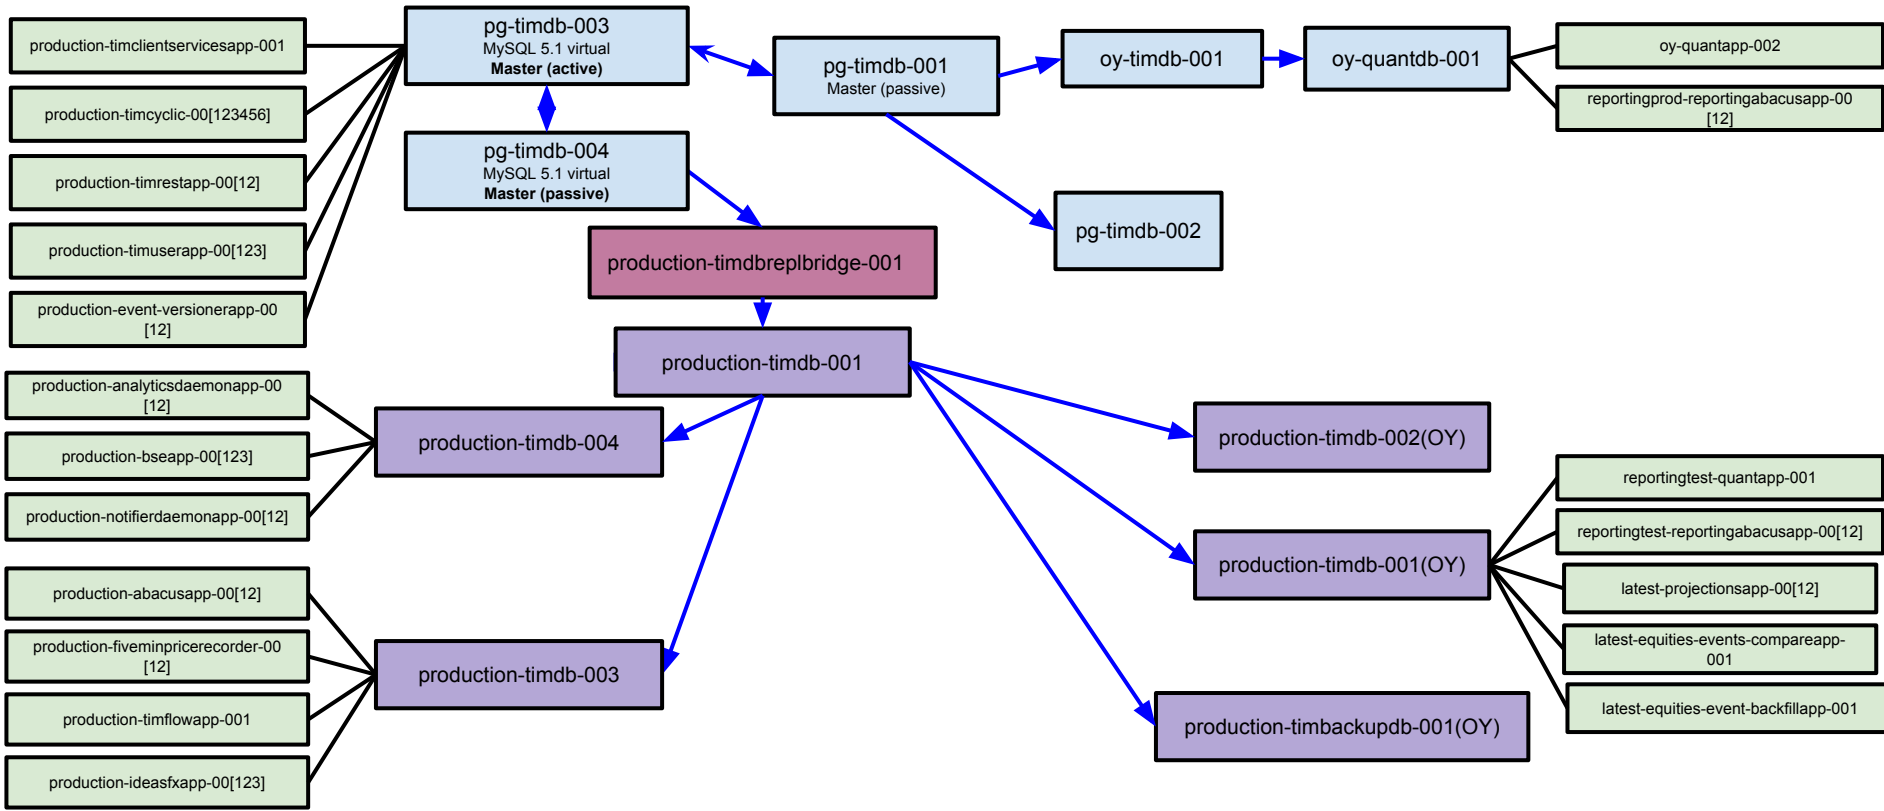 production-timclientservicesapp-001
production-timcyclic-00[123456]
production-timrestapp-00[12]
production-timuserapp-00[123]
production-event-versionerapp-00
[12]
pg-timdb-003
MySQL 5.1 virtual
Master (active)
pg-timdb-004
MySQL 5.1 virtual
Master (passive)
pg-timdb-001
Master (passive)
oy-timdb-001
oy-quantdb-001
oy-quantapp-002
reportingprod-reportingabacusapp-00
[12]
pg-timdb-002
production-timdbreplbridge-001
production-timdb-001
production-analyticsdaemonapp-00
[12]
production-bseapp-00[123]
production-notifierdaemonapp-00[12]
production-timdb-004
production-abacusapp-00[12]
production-fiveminpricerecorder-00
[12]
production-timflowapp-001
production-ideasfxapp-00[123]
production-timdb-003
production-timdb-002(OY)
production-timdb-001(OY)
production-timbackupdb-001(OY)
reportingtest-quantapp-001
reportingtest-reportingabacusapp-00[12]
latest-projectionsapp-00[12]
latest-equities-events-compareapp-
001
latest-equities-event-backfillapp-001